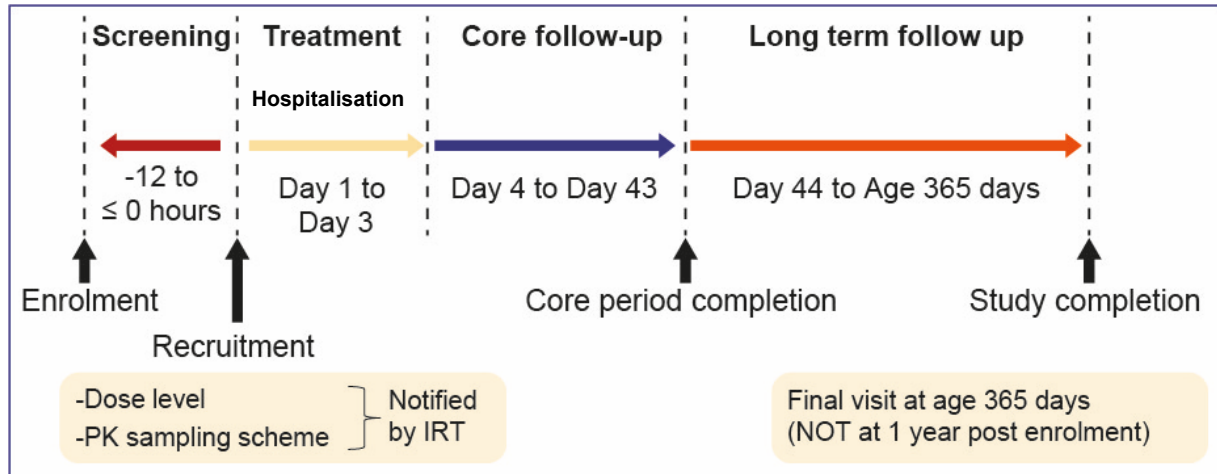 Screening
Treatment
Core follow-up
Long term follow up
Hospitalisation
-12 to
≤ 0 hours
Day 1 to
Day 3
Day 4 to Day 43
Day 44 to Age 365 days
Enrolment
Recruitment
Core period completion
Study completion
-Dose level
-PK sampling scheme
Notified
by IRT
Final visit at age 365 days
(NOT at 1 year post enrolment)